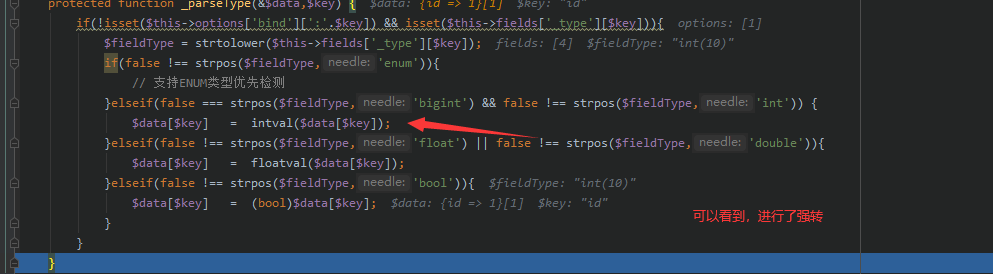 protected function _parseType(&$data,$key) {  $data: {id => 1}[1]  $key: "id"
if(!isset($this->options['bind'][':'.$key]) && isset($this->fields['_type'][$key])){  options: [1]
$fieldType = strtolower($this->fields['_type'][$key]);  fields: [4]  $fieldType: "int(10)"
if(false !== strpos($fieldType, needle: 'enum')){
// 支持ENUM类型优先检测
}elseif(false === strpos($fieldType, needle: 'bigint') && false !== strpos($fieldType, needle: 'int')) {
$data[$key]   =  intval($data[$key]);
}elseif(false !== strpos($fieldType, needle: 'float') || false !== strpos($fieldType, needle: 'double')){
$data[$key]   =  floatval($data[$key]);
}elseif(false !== strpos($fieldType, needle: 'bool')){  $fieldType: "int(10)"
$data[$key]   =  (bool)$data[$key];  $data: {id => 1}[1]  $key: "id"
可以看到，进行了强转
}
}
}